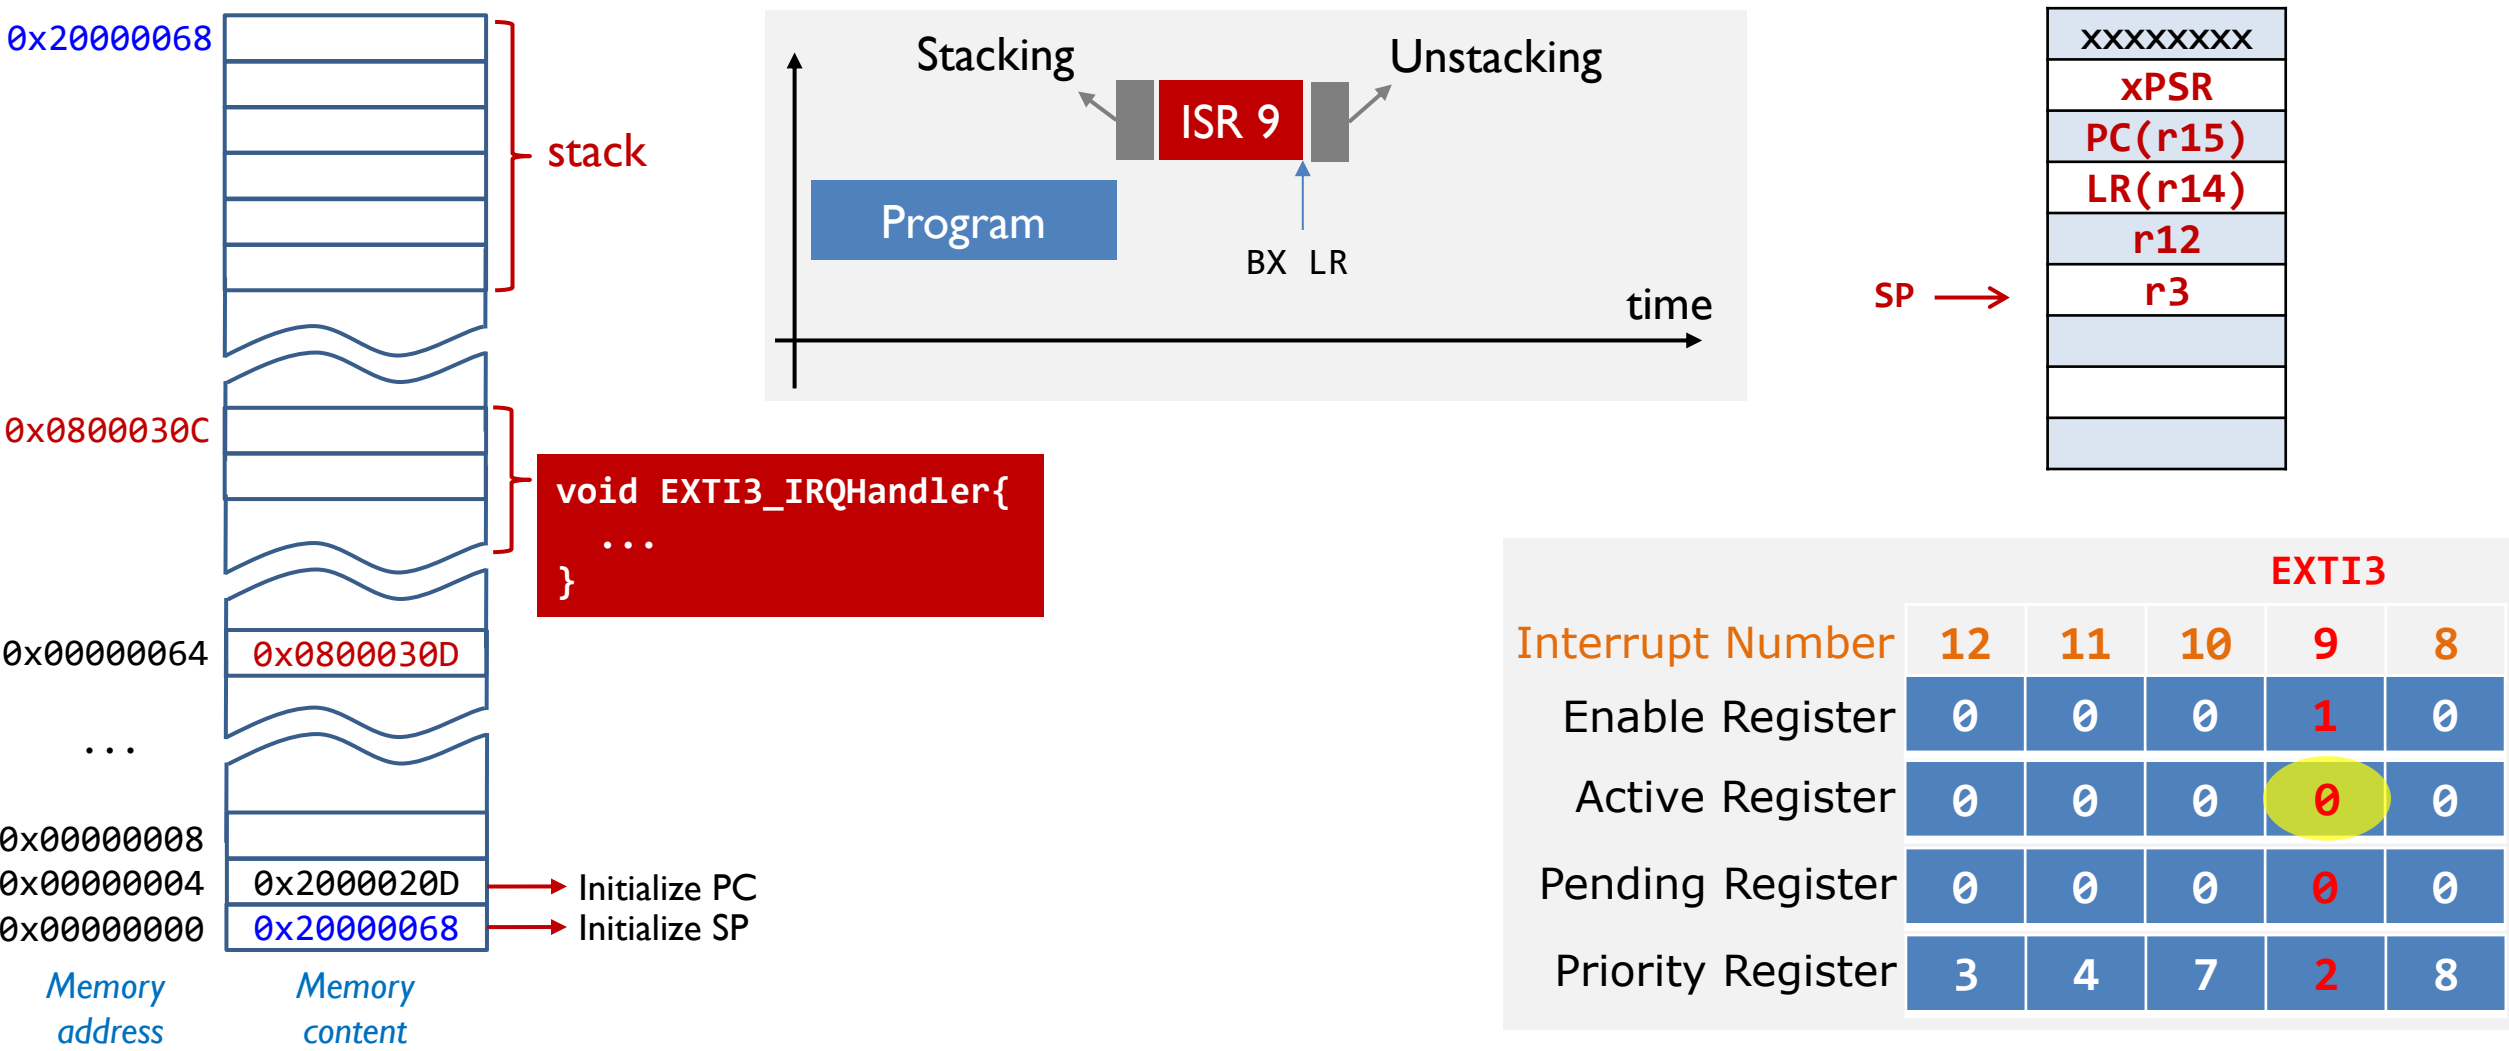 0x20000068
stack
0x0800030C
void EXTI3_IRQHandler{
...
}
0x00000064 0x0800030D
...
0x00000008
0x00000004 0x2000020D Initialize PC
0x00000000 0x20000068 Initialize SP
Memory address
Memory content
Stacking
Unstacking
ISR 9
Program
BX LR
time
xxxxxxxx
xPSR
PC(r15)
LR(r14)
r12
SP r3
EXTI3
Interrupt Number 12 11 10 9 8
Enable Register 0 0 0 1 0
Active Register 0 0 0 0 0
Pending Register 0 0 0 0 0
Priority Register 3 4 7 2 8